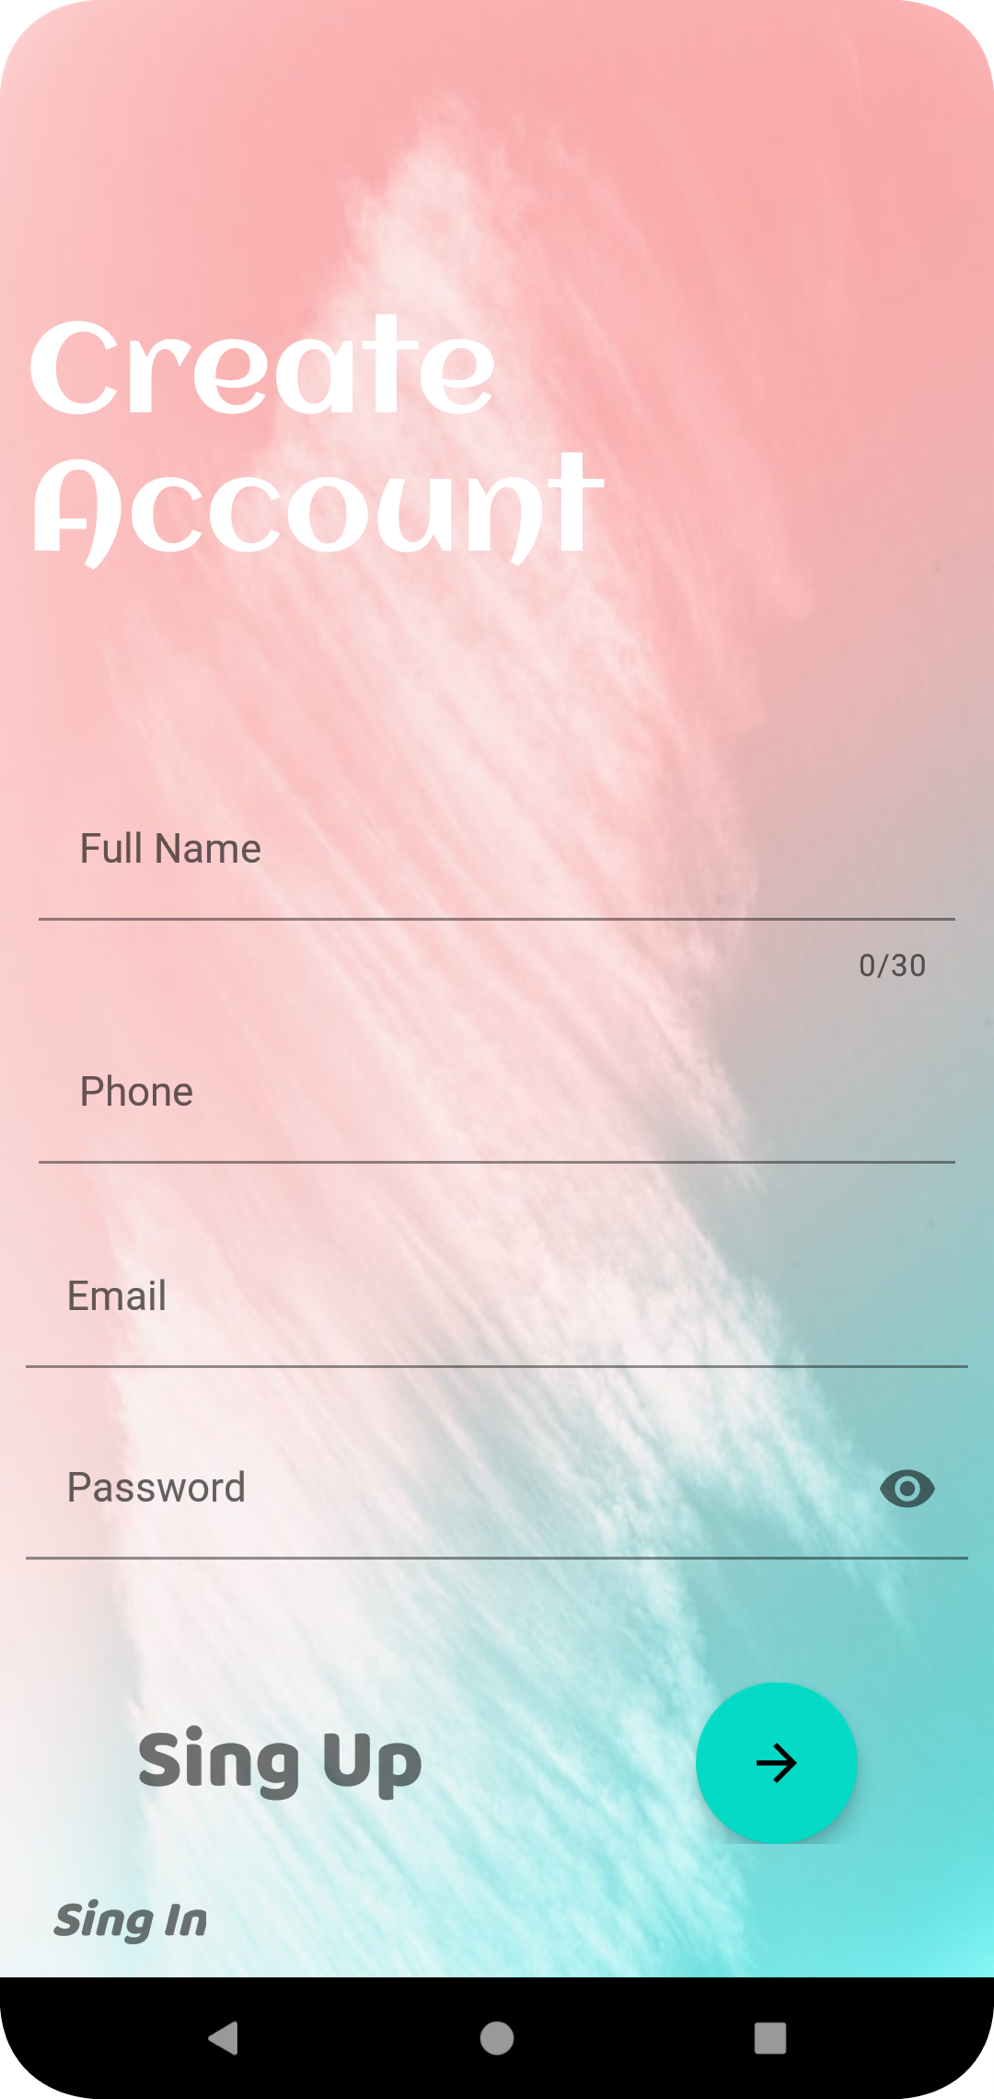 Create
Account
Full Name
0/30
Phone
Email
Password
Sing Up
Sing In